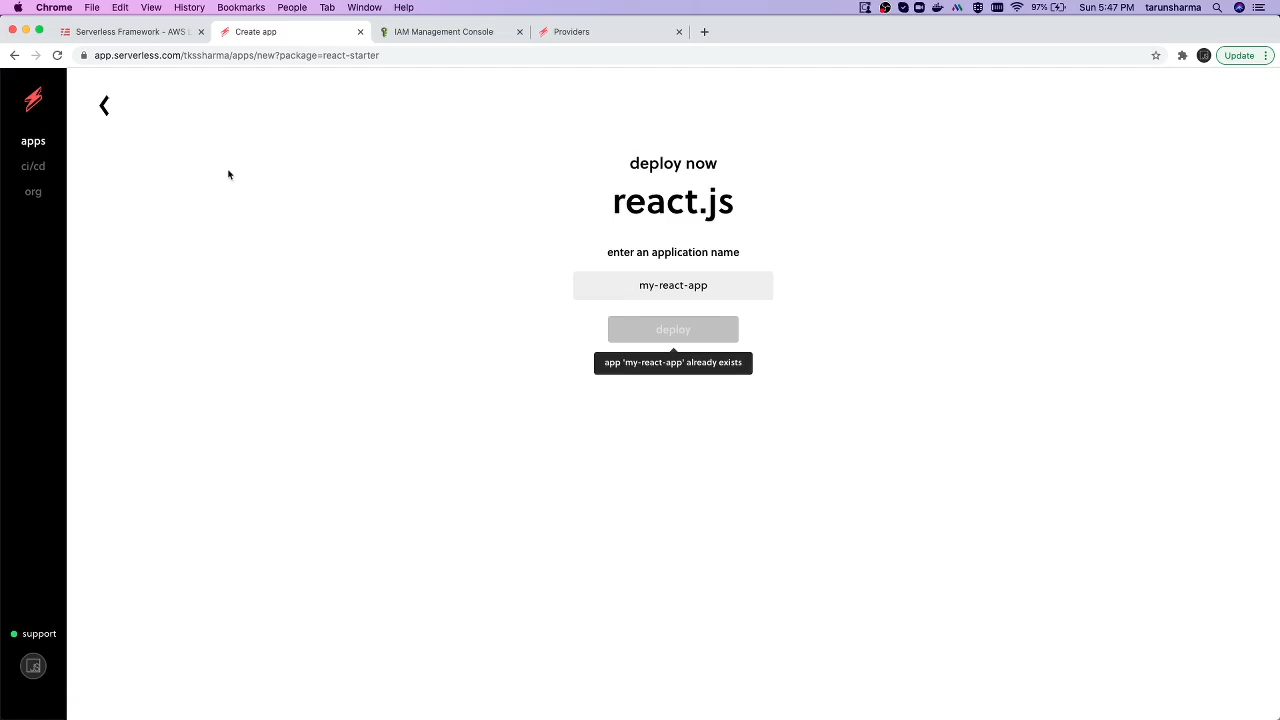 Chrome File Edit View History Bookmarks People Tab Window Help
97% Sun 5:47 PM tarunsharma
Serverless Framework - AWS L
Create app
IAM Management Console
Providers
app.serverless.com/tkssharma/apps/new?package=react-starter
Update
apps
ci/cd
org
deploy now
react.js
enter an application name
my-react-app
deploy
app 'my-react-app' already exists
support
JS